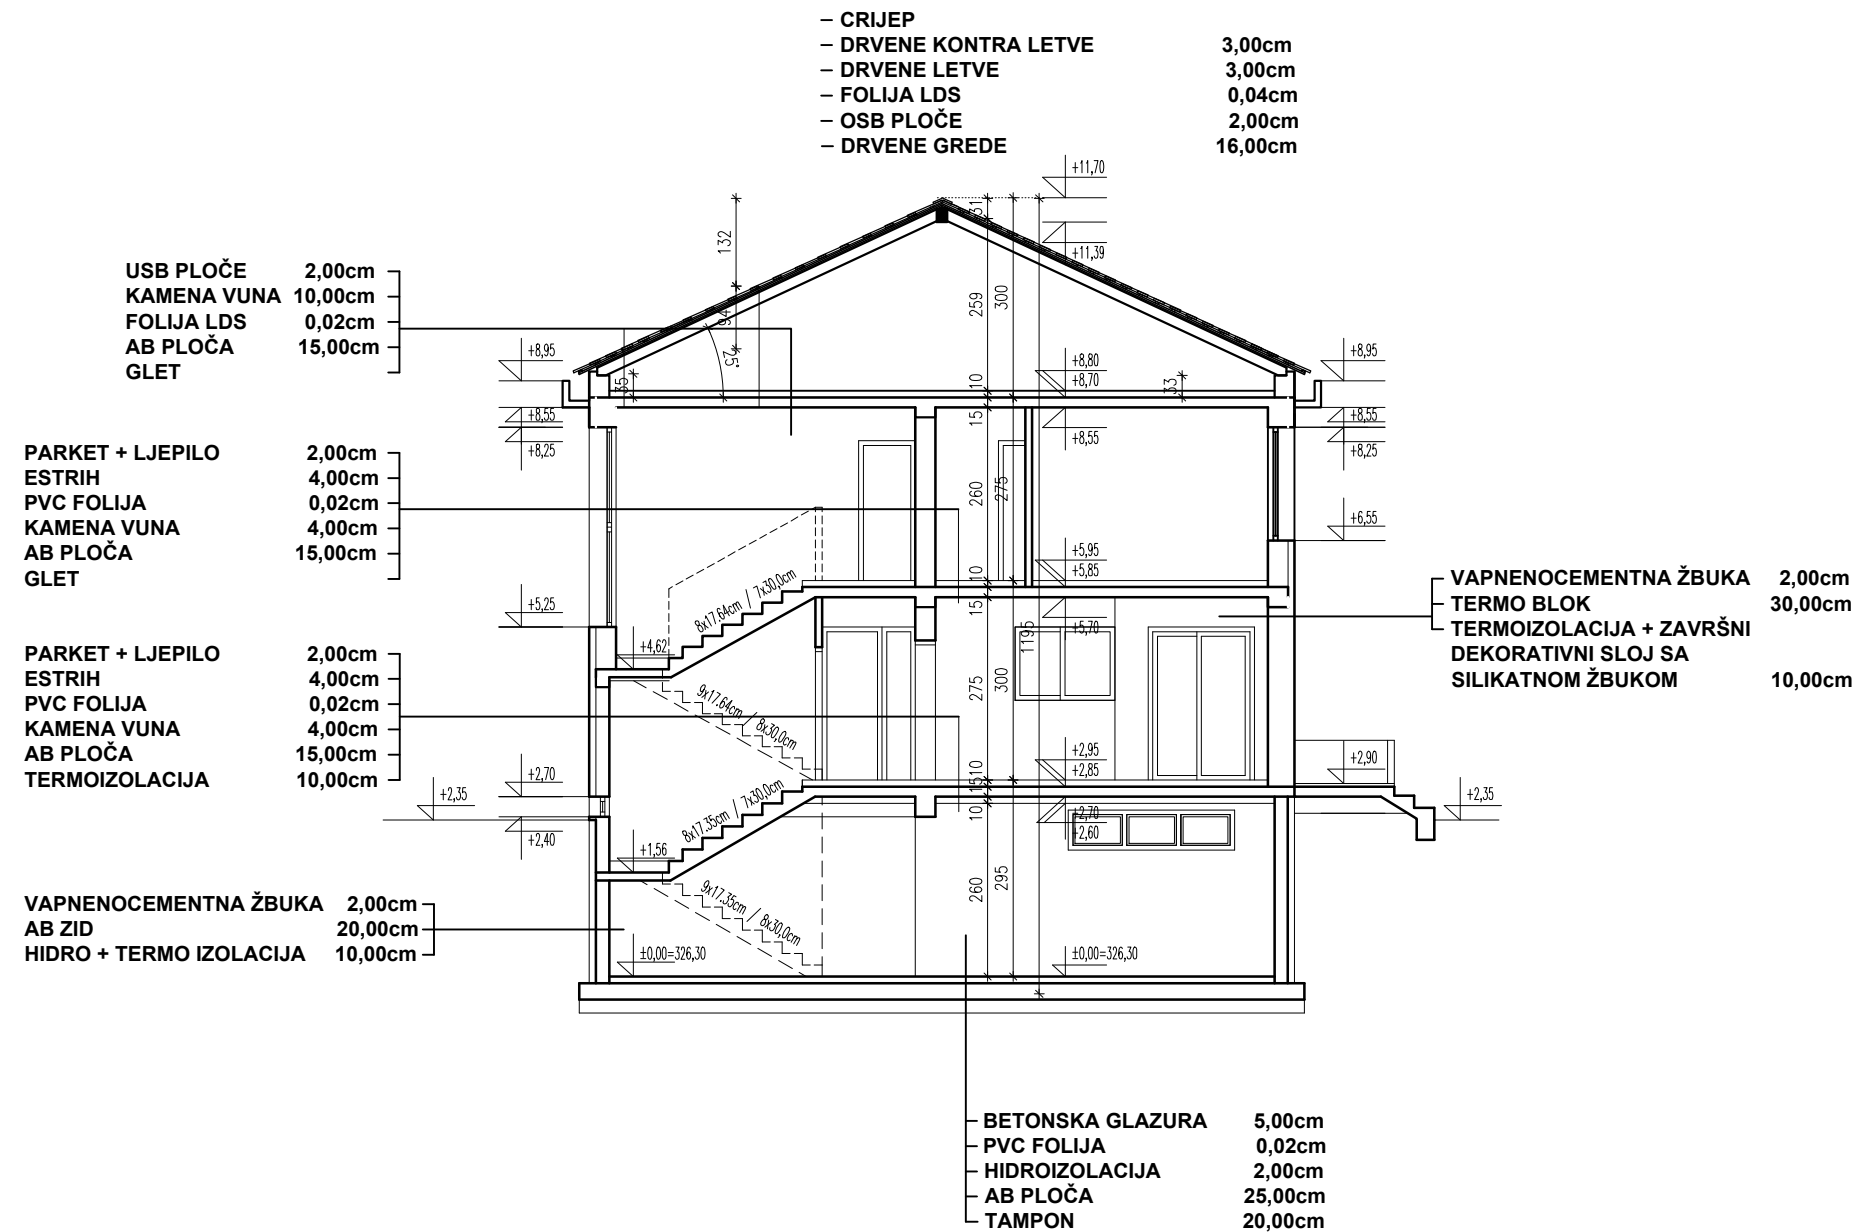 – CRIJEP
– DRVENE KONTRA LETVE 3,00cm
– DRVENE LETVE 3,00cm
– FOLIJA LDS 0,04cm
– OSB PLOČE 2,00cm
– DRVENE GREDE 16,00cm
USB PLOČE 2,00cm
KAMENA VUNA 10,00cm
FOLIJA LDS 0,02cm
AB PLOČA 15,00cm
GLET
PARKET + LJEPILO 2,00cm
ESTRIH 4,00cm
PVC FOLIJA 0,02cm
KAMENA VUNA 4,00cm
AB PLOČA 15,00cm
GLET
PARKET + LJEPILO 2,00cm
ESTRIH 4,00cm
PVC FOLIJA 0,02cm
KAMENA VUNA 4,00cm
AB PLOČA 15,00cm
TERMOIZOLACIJA 10,00cm
VAPNENOCEMENTNA ŽBUKA 2,00cm
AB ZID 20,00cm
HIDRO + TERMO IZOLACIJA 10,00cm
+2,35
+8,95
+8,55
+8,25
+5,25
+2,70
+2,40
132
94
25°
35
+4,62
+1,56
±0,00=326,30
8x17.64cm / 7x30,0cm
9x17.64cm / 8x30,0cm
8x17.35cm / 7x30,0cm
9x17.35cm / 8x30,0cm
31
259
10
15
260
10
15
275
10
15
10
260
300
275
300
295
1195
+11,70
+11,39
+8,80
+8,70
+8,55
+5,95
+5,85
+5,70
+2,95
+2,85
+2,70
+2,60
±0,00=326,30
33
+8,95
+8,55
+8,25
+6,55
+2,90
+2,35
VAPNENOCEMENTNA ŽBUKA 2,00cm
TERMO BLOK 30,00cm
TERMOIZOLACIJA + ZAVRŠNI
DEKORATIVNI SLOJ SA
SILIKATNOM ŽBUKOM 10,00cm
BETONSKA GLAZURA 5,00cm
PVC FOLIJA 0,02cm
HIDROIZOLACIJA 2,00cm
AB PLOČA 25,00cm
TAMPON 20,00cm